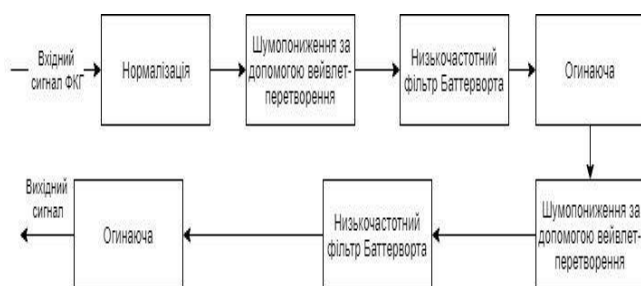 Вхідний
сигнал ФКГ
Нормалізація
Шумопониження за
допомогою вейвлет-
перетворення
Низькочастотний
фільтр Баттерворта
Огинаюча
Вихідний
сигнал
Огинаюча
Низькочастотний
фільтр Баттерворта
Шумопониження за
допомогою вейвлет-
перетворення